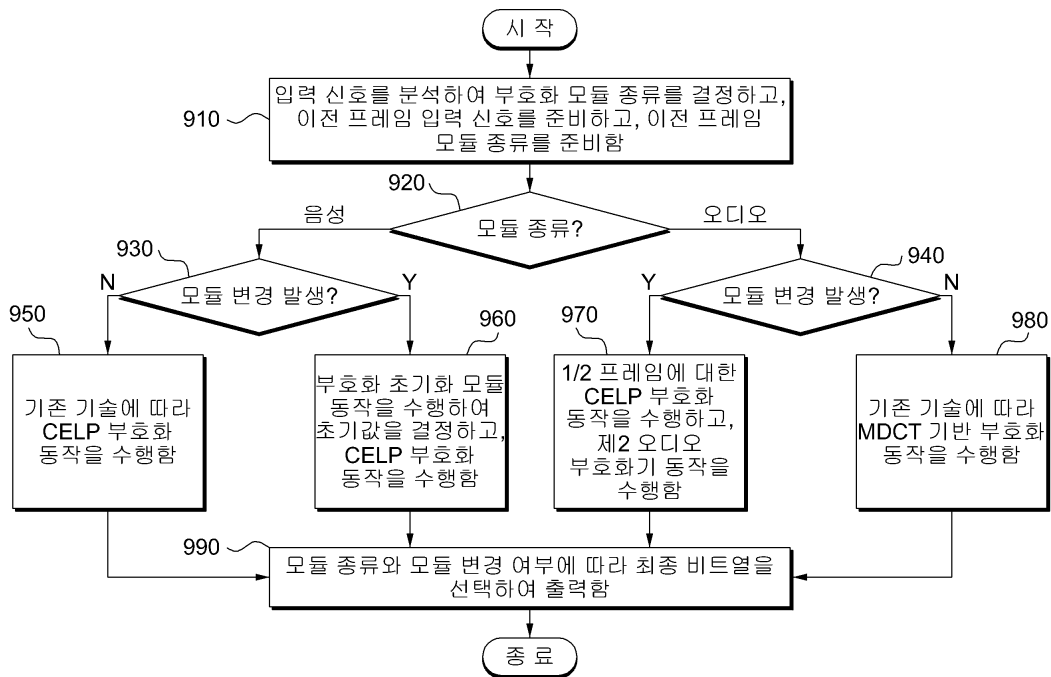 시 작
910
입력 신호를 분석하여 부호화 모듈 종류를 결정하고,
이전 프레임 입력 신호를 준비하고, 이전 프레임
모듈 종류를 준비함
920
음성
모듈 종류?
오디오
930
N
모듈 변경 발생?
Y
940
Y
모듈 변경 발생?
N
950
기존 기술에 따라
CELP 부호화
동작을 수행함
960
부호화 초기화 모듈
동작을 수행하여
초기값을 결정하고,
CELP 부호화
동작을 수행함
970
1/2 프레임에 대한
CELP 부호화
동작을 수행하고,
제2 오디오
부호화기 동작을
수행함
980
기존 기술에 따라
MDCT 기반 부호화
동작을 수행함
990
모듈 종류와 모듈 변경 여부에 따라 최종 비트열을
선택하여 출력함
종 료